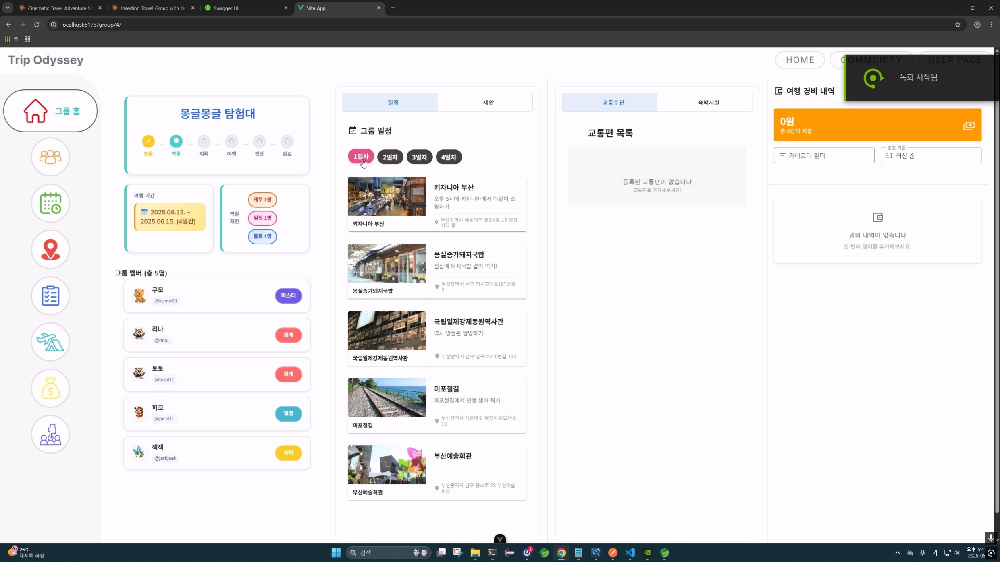 Cinematic Travel Adventure Sh
Inserting Travel Group with Nu
Swagger UI
Vite App
localhost:5173/group/4/
앱
Trip Odyssey
HOME
COMMUNITY
USER PAGE
녹화 시작됨
그룹 홈
몽글몽글 탐험대
조율
역할
계획
여행
정산
완료
여행 기간
2025.06.12. ~
2025.06.15. (4일간)
역할
제한
재무 1명
일정 1명
물류 1명
그룹 멤버 (총 5명)
쿠모
@kumo01
마스터
리나
@rina_
회계
토토
@toto01
회계
피코
@pico01
일정
잭잭
@jarkjaek
숙박
일정
제안
그룹 일정
1일차
2일차
3일차
4일차
키자니아 부산
키자니아 부산
오후 5시에 키자니아에서 다같이 쇼
핑하기
부산광역시 해운대구 센텀4로 15 센텀
시티 몰
몽실종가돼지국밥
몽실종가돼지국밥
점심에 돼지국밥 같이 먹기!
부산광역시 서구 까치고개로197번길
3
국립일제강제동원역사관
국립일제강제동원역사관
역사 방물관 탐방하기
부산광역시 남구 홍곡로320번길 100
미포철길
미포철길
마포철길에서 인생 셀카 찍기
부산광역시 해운대구 달맞이길62번길
13
부산예술회관
부산예술회관
부산광역시 남구 용소로 78 부산예술
회관
교통수단
숙박시설
교통편 목록
등록된 교통편이 없습니다
교통편을 추가해보세요!
여행 경비 내역
0원
총 0건의 지출
카테고리 필터
정렬 기준
최신 순
경비 내역이 없습니다
첫 번째 경비를 추가해보세요!
9+
26°C
대체로 화창
검색
1
가
오후 5:41
2025-05